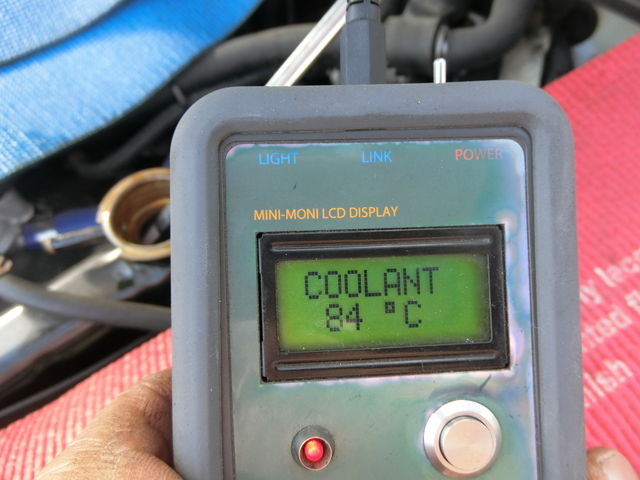 LIGHT LINK POWER
MINI-MONI LCD DISPLAY
COOLANT
84 °C